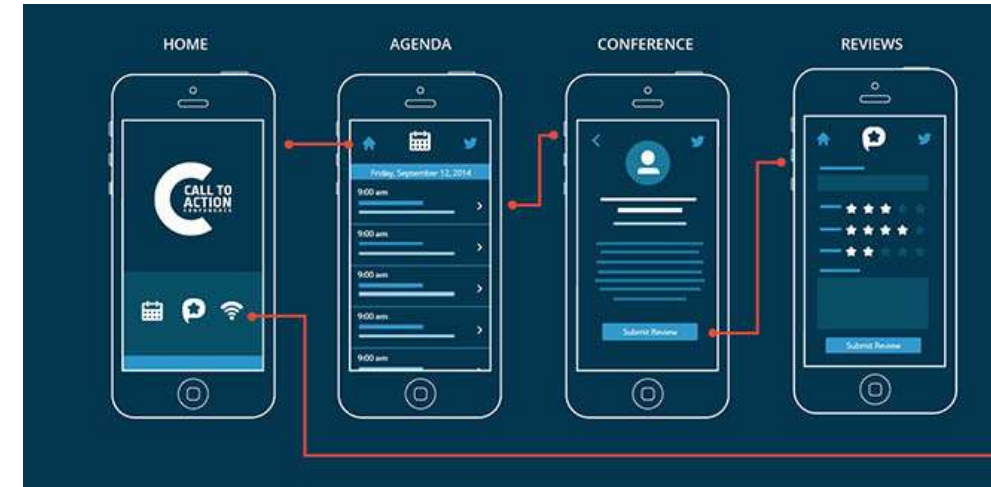 HOME
AGENDA
CONFERENCE
REVIEWS
CALL TO
ACTION
CONFERENCE
Friday, September 12, 2014
9:00 am
9:00 am
9:00 am
9:00 am
9:00 am
Submit Review
Submit Review